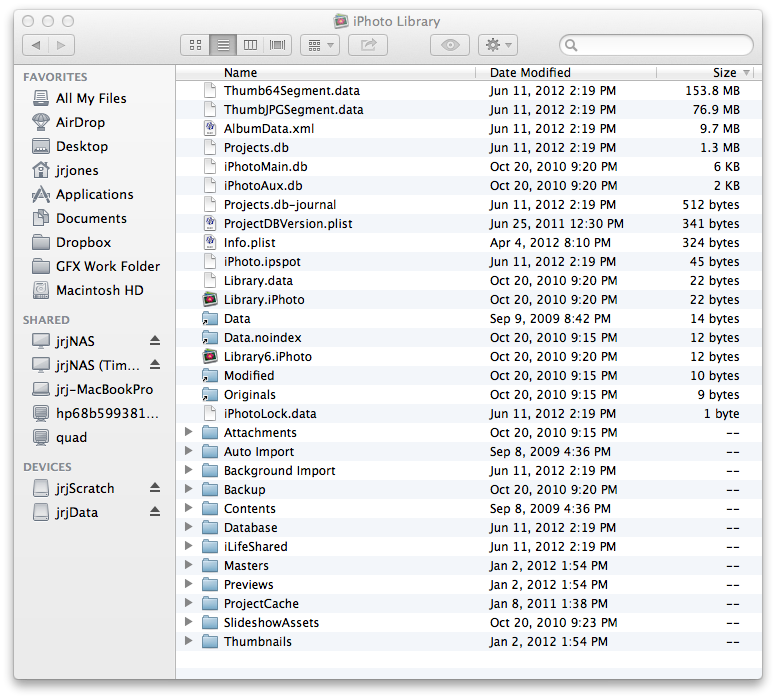 iPhoto Library
FAVORITES
All My Files
AirDrop
Desktop
jrjones
Applications
Documents
Dropbox
GFX Work Folder
Macintosh HD
SHARED
jrjNAS
jrjNAS (Tim...
jrj-MacBookPro
hp68b599381...
quad
DEVICES
jrjScratch
jrjData
Name Date Modified Size
Thumb64Segment.data Jun 11, 2012 2:19 PM 153.8 MB
ThumbJPGSegment.data Jun 11, 2012 2:19 PM 76.9 MB
AlbumData.xml Jun 11, 2012 2:19 PM 9.7 MB
Projects.db Jun 11, 2012 2:19 PM 1.3 MB
iPhotoMain.db Oct 20, 2010 9:20 PM 6 KB
iPhotoAux.db Oct 20, 2010 9:20 PM 2 KB
Projects.db-journal Jun 11, 2012 2:19 PM 512 bytes
ProjectDBVersion.plist Jun 25, 2011 12:30 PM 341 bytes
Info.plist Apr 4, 2012 8:10 PM 324 bytes
iPhoto.ipspot Jun 11, 2012 2:19 PM 45 bytes
Library.data Oct 20, 2010 9:20 PM 22 bytes
Library.iPhoto Oct 20, 2010 9:20 PM 22 bytes
Data Sep 9, 2009 8:42 PM 14 bytes
Data.noindex Oct 20, 2010 9:15 PM 12 bytes
Library6.iPhoto Oct 20, 2010 9:20 PM 12 bytes
Modified Oct 20, 2010 9:15 PM 10 bytes
Originals Oct 20, 2010 9:15 PM 9 bytes
iPhotoLock.data Jun 11, 2012 2:19 PM 1 byte
Attachments Oct 20, 2010 9:15 PM --
Auto Import Sep 8, 2009 4:36 PM --
Background Import Jun 11, 2012 2:19 PM --
Backup Oct 20, 2010 9:20 PM --
Contents Sep 8, 2009 4:36 PM --
Database Jun 11, 2012 2:19 PM --
iLifeShared Jun 11, 2012 2:19 PM --
Masters Jan 2, 2012 1:54 PM --
Previews Jan 2, 2012 1:54 PM --
ProjectCache Jan 8, 2011 1:38 PM --
SlideshowAssets Oct 20, 2010 9:23 PM --
Thumbnails Jan 2, 2012 1:54 PM --